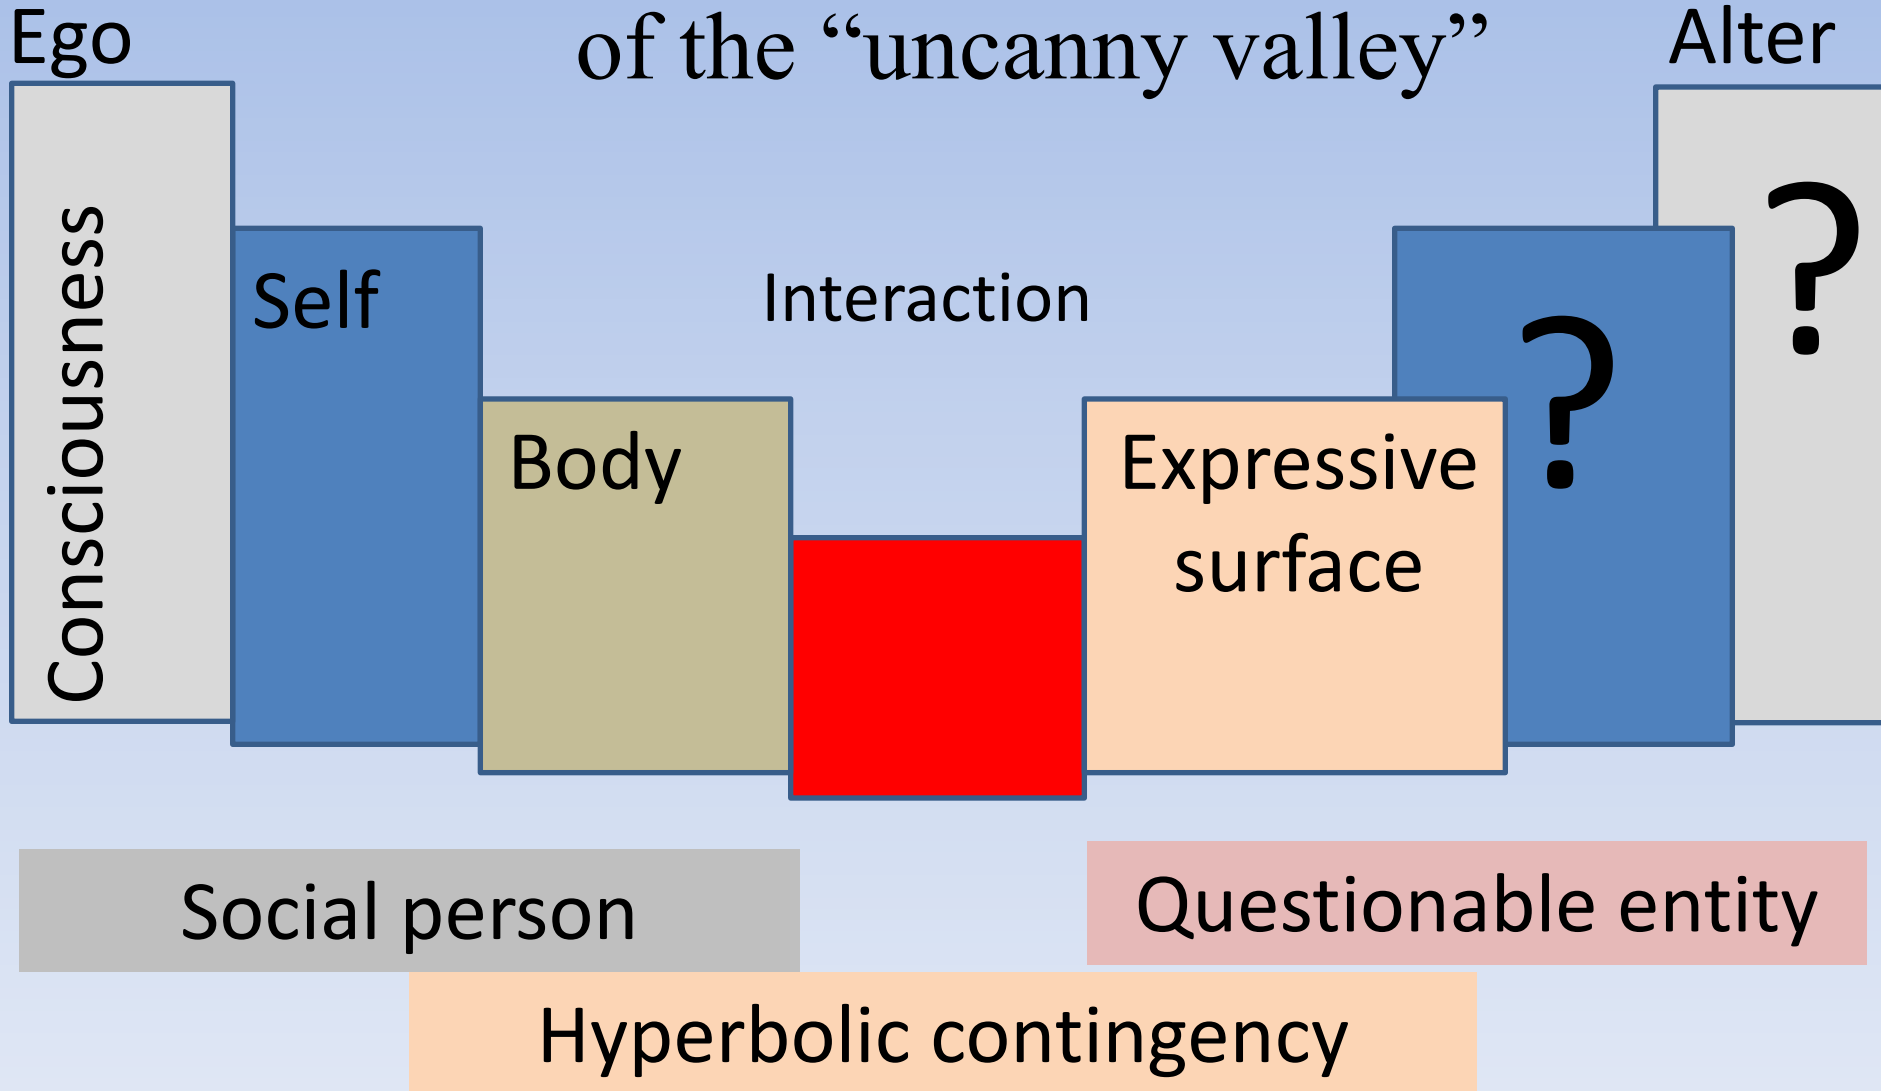 of the “uncanny valley”
Ego
Alter
Consciousness
Self
Interaction
?
?
Body
Expressive
surface
Social person
Questionable entity
Hyperbolic contingency